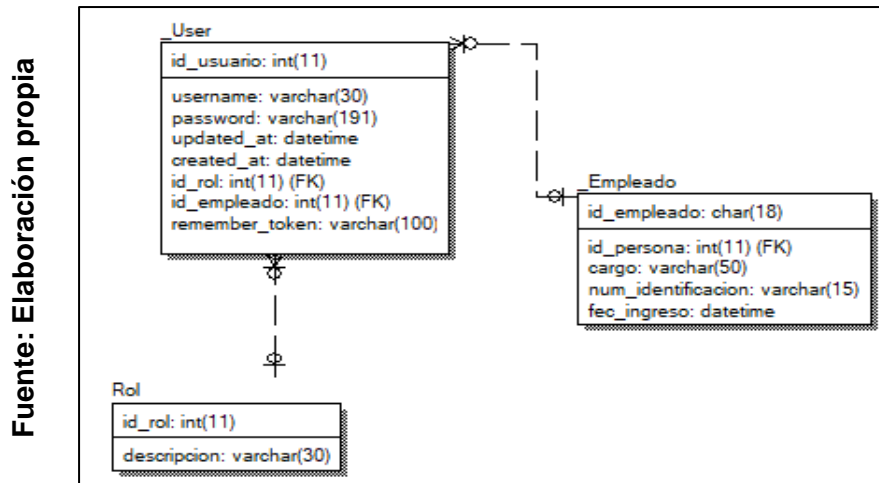 Fuente: Elaboración propia
_User
id_usuario: int(11)
username: varchar(30)
password: varchar(191)
updated_at: datetime
created_at: datetime
id_rol: int(11) (FK)
id_empleado: int(11) (FK)
remember_token: varchar(100)
_Empleado
id_empleado: char(18)
id_persona: int(11) (FK)
cargo: varchar(50)
num_identificacion: varchar(15)
fec_ingreso: datetime
Rol
id_rol: int(11)
descripcion: varchar(30)